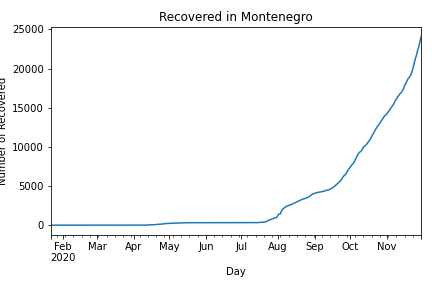 Recovered in Montenegro
Number of Recovered
25000
20000
15000
10000
5000
0
Feb Mar Apr May Jun Jul Aug Sep Oct Nov
2020
Day